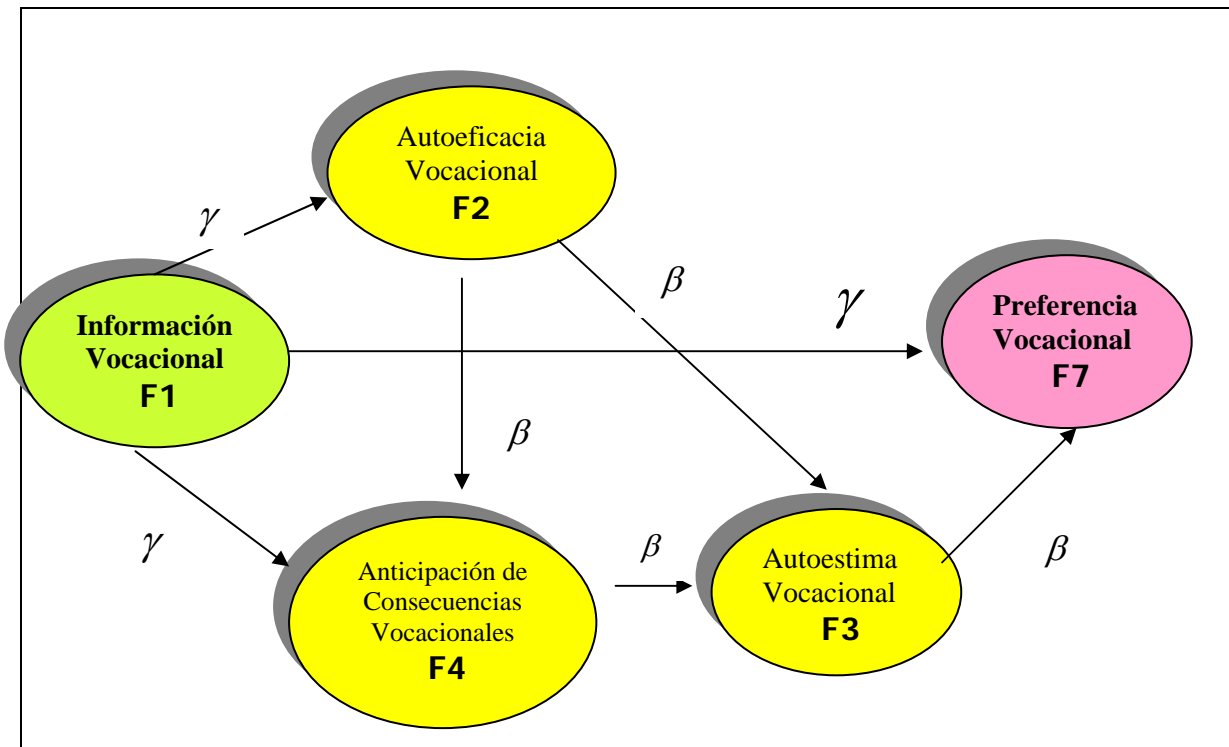 Autoeficacia
Vocacional
F2
γ
β
γ
Información
Vocacional
F1
Preferencia
Vocacional
F7
β
γ
β
β
Anticipación de
Consecuencias
Vocacionales
F4
Autoestima
Vocacional
F3